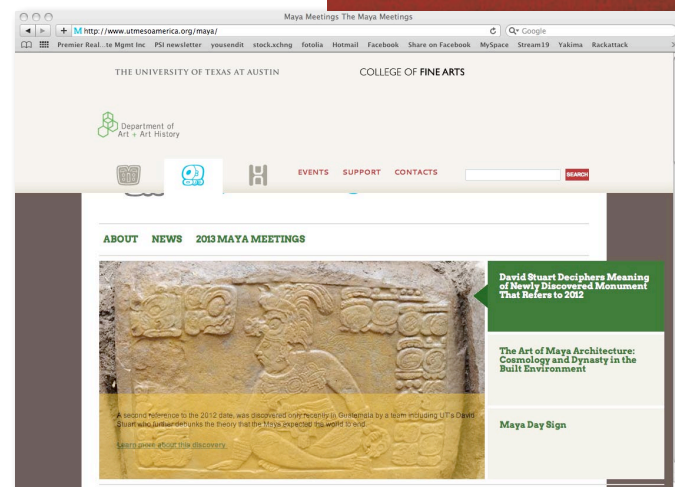 Maya Meetings The Maya Meetings
http://www.utmesoamerica.org/maya/
Google
Premier Real...te Mgmt Inc PSI newsletter yousendit stock.xchng fotolia Hotmail Facebook Share on Facebook MySpace Stream19 Yakima Rackattack
THE UNIVERSITY OF TEXAS AT AUSTIN
COLLEGE OF FINE ARTS
Department of
Art + Art History
EVENTS SUPPORT CONTACTS
SEARCH
ABOUT NEWS 2013 MAYA MEETINGS
David Stuart Deciphers Meaning
of Newly Discovered Monument
That Refers to 2012
The Art of Maya Architecture:
Cosmology and Dynasty in the
Built Environment
Maya Day Sign
A second reference to the 2012 date, was discovered only recently in Guatemala by a team including UT's David
Stuart who further debunks the theory that the Maya expected the world to end.
Learn more about this discovery.